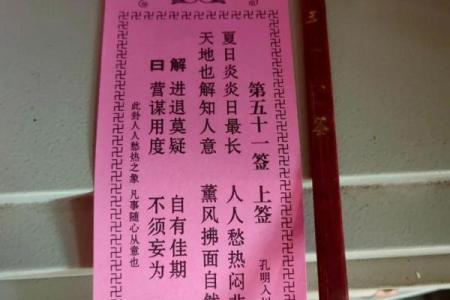 第五十一签 上签
孔明入
夏日炎炎日最长 人人愁热闷
天地也解知人意 薰风拂面自然
解曰
进退莫疑 自有佳期
营谋用度 不须妄为
此卦人人愁热之象 凡事随心从意也
签